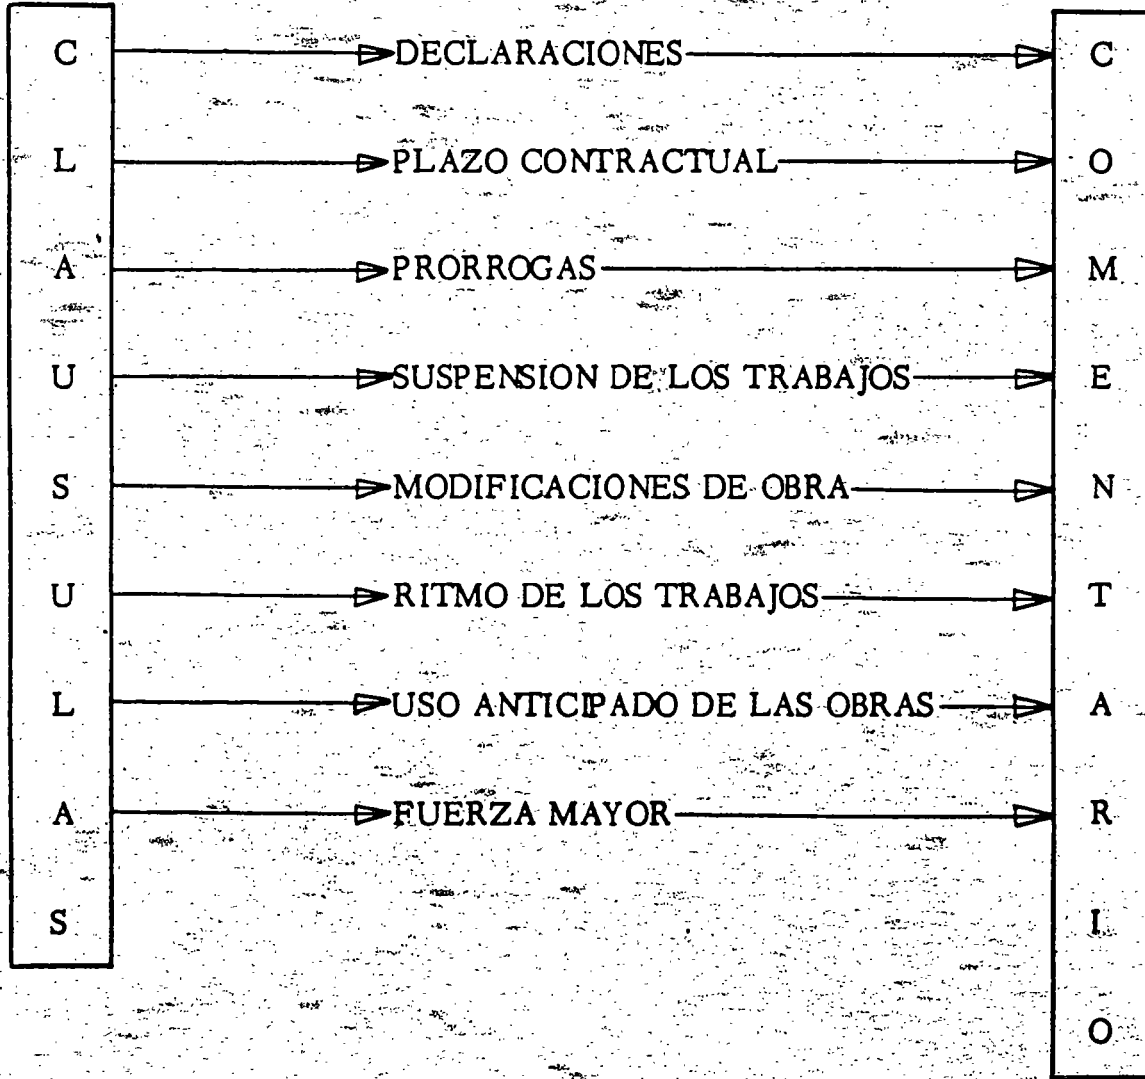 C DECLARACIONES C
L PLAZO CONTRACTUAL O
A PRORROGAS M
U SUSPENSION DE LOS TRABAJOS E
S MODIFICACIONES DE OBRA N
U RITMO DE LOS TRABAJOS T
L USO ANTICIPADO DE LAS OBRAS A
A FUERZA MAYOR R
S I
O